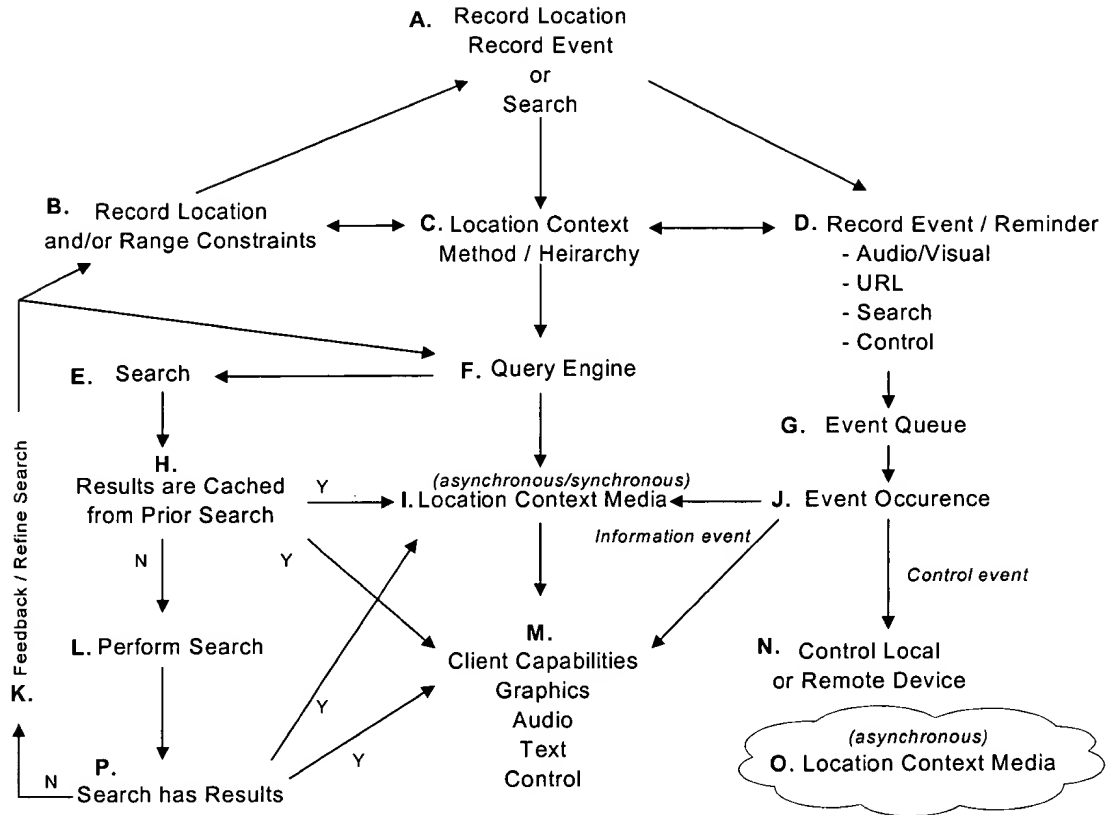 A. Record Location
Record Event
or
Search
B. Record Location
and/or Range Constraints
C. Location Context
Method / Heirarchy
D. Record Event / Reminder
- Audio/Visual
- URL
- Search
- Control
E. Search
F. Query Engine
G. Event Queue
H.
Results are Cached
from Prior Search
Y
(asynchronous/synchronous)
I. Location Context Media
J. Event Occurence
Information event
Control event
N
Y
Feedback / Refine Search
K.
L. Perform Search
M.
Client Capabilities
Graphics
Audio
Text
Control
N. Control Local
or Remote Device
Y
Y
N
P.
Search has Results
(asynchronous)
O. Location Context Media